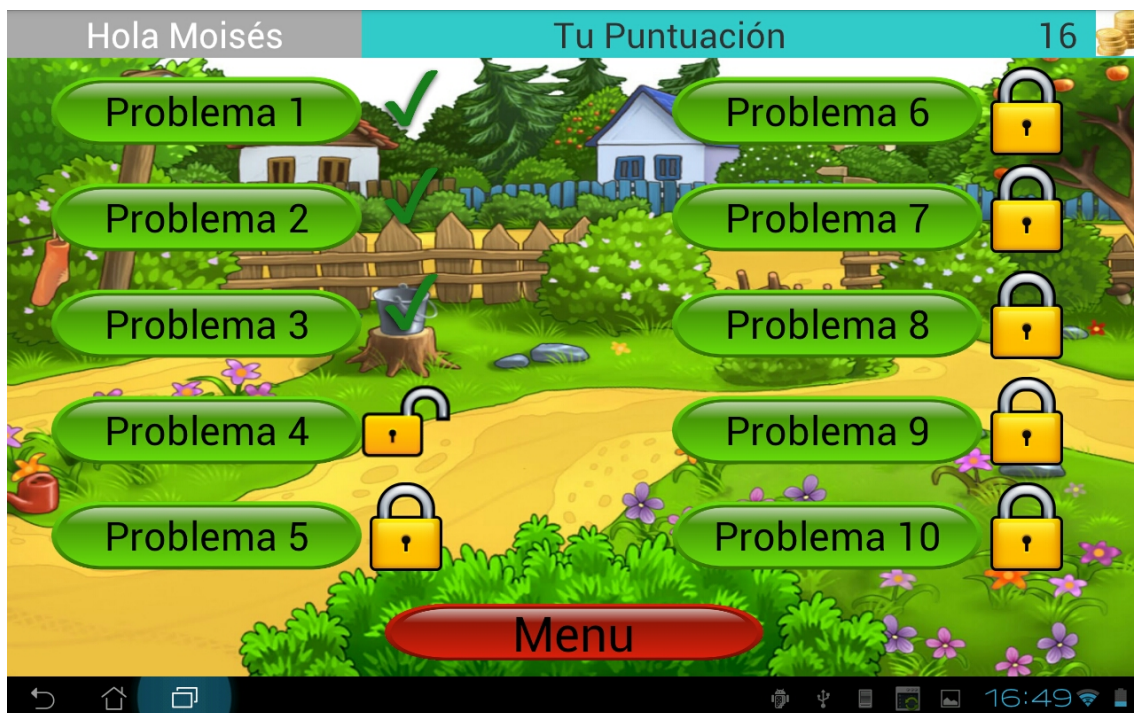 Hola Moisés
Tu Puntuación
16
Problema 1
Problema 2
Problema 3
Problema 4
Problema 5
Problema 6
Problema 7
Problema 8
Problema 9
Problema 10
Menu
16:49